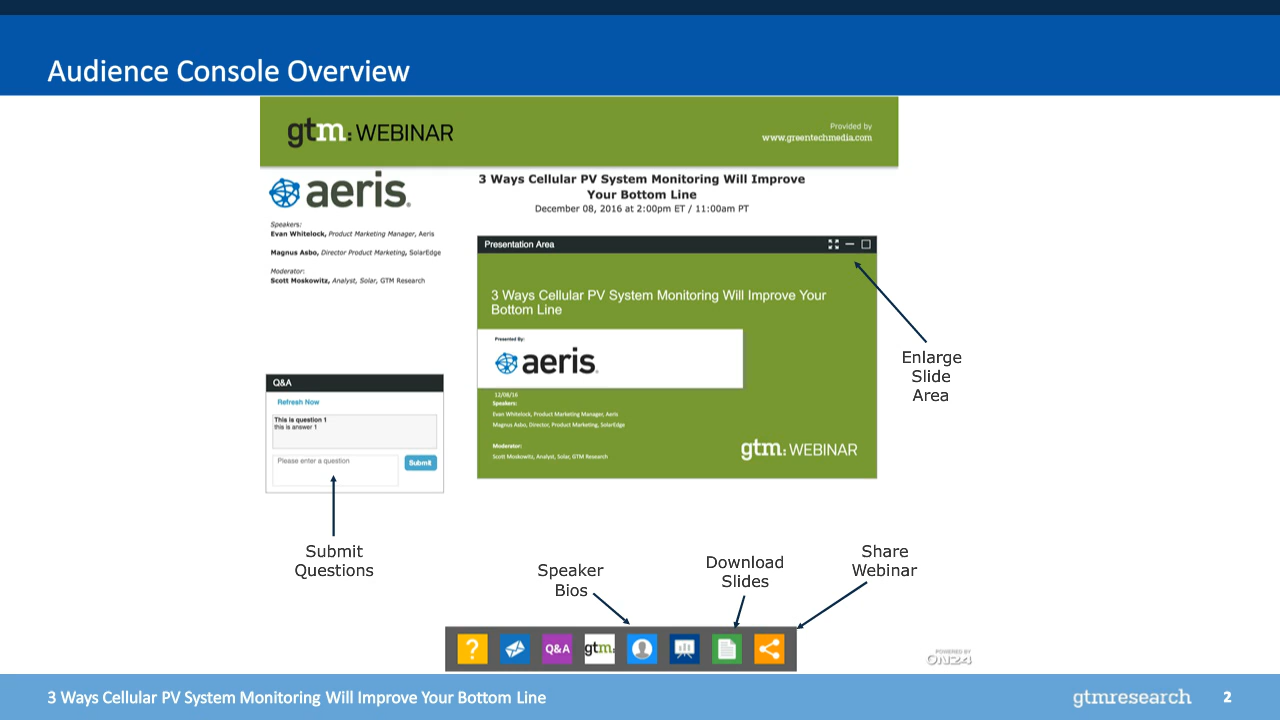 Audience Console Overview
gtm: WEBINAR
Provided by
www.greentechmedia.com
aeris
3 Ways Cellular PV System Monitoring Will Improve
Your Bottom Line
December 08, 2016 at 2:00pm ET / 11:00am PT
Speakers:
Evan Whitelock, Product Marketing Manager, Aeris
Magnus Asbo, Director Product Marketing, SolarEdge
Moderator:
Scott Moskowitz, Analyst, Solar, GTM Research
Presentation Area
3 Ways Cellular PV System Monitoring Will Improve Your
Bottom Line
Presented By:
aeris
12/08/16
Speakers:
Evan Whitelock, Product Marketing Manager, Aeris
Magnus Asbo, Director, Product Marketing, SolarEdge
Moderator:
Scott Moskowitz, Analyst, Solar, GTM Research
gtm: WEBINAR
Enlarge
Slide
Area
Q&A
Refresh Now
This is question 1
this is answer 1
Please enter a question
Submit
Submit
Questions
Speaker
Bios
Download
Slides
Share
Webinar
?
Q&A
gtm:
POWERED BY
ON24
3 Ways Cellular PV System Monitoring Will Improve Your Bottom Line
gtmresearch
2